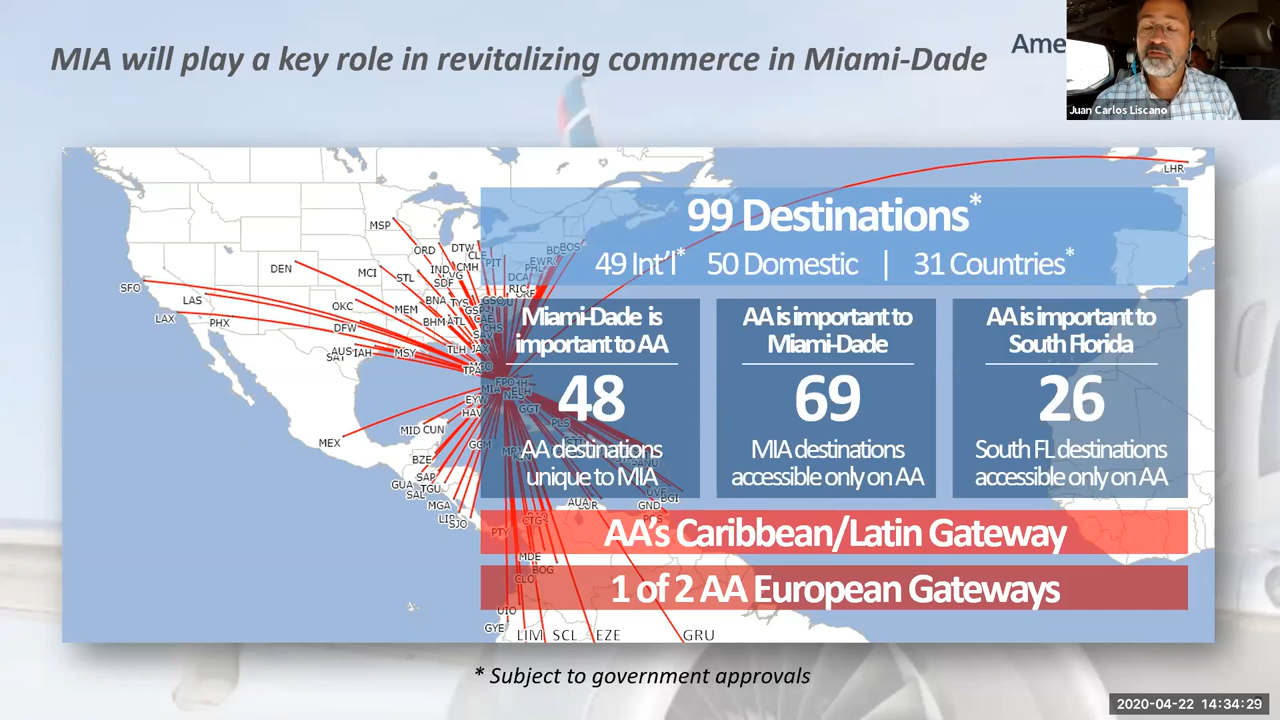 MIA will play a key role in revitalizing commerce in Miami-Dade
Ame
Juan Carlos Liscano
LHR
99 Destinations*
49 Int'l* 50 Domestic | 31 Countries*
Miami-Dade is
important to AA
48
AA destinations
unique to MIA
AA is important to
Miami-Dade
69
MIA destinations
accessible only on AA
AA is important to
South Florida
26
South FL destinations
accessible only on AA
AA's Caribbean/Latin Gateway
1 of 2 AA European Gateways
MSP
ORD
DTW
CLE
PIT
BOS
EWR
PHL
DCA
RIC
ORF
DEN
MCI
STL
IND
CMH
SDF
SFO
LAS
LAX
PHX
OKC
MEM
BNA
TYS
BHM
ATL
DFW
AUS
SAT
IAH
MSY
TLH
JAX
TPA
MIA
FPO
EYW
HAV
GGT
PLS
MEX
MID
CUN
GCM
BZE
GUA
SAP
SAL
TGU
MGA
LIR
SJO
AUA
CUR
UVF
BGI
GND
POS
PTY
CTG
MDE
BOG
CLO
UIO
GYE
LIM
SCL
EZE
GRU
* Subject to government approvals
2020-04-22 14:34:29